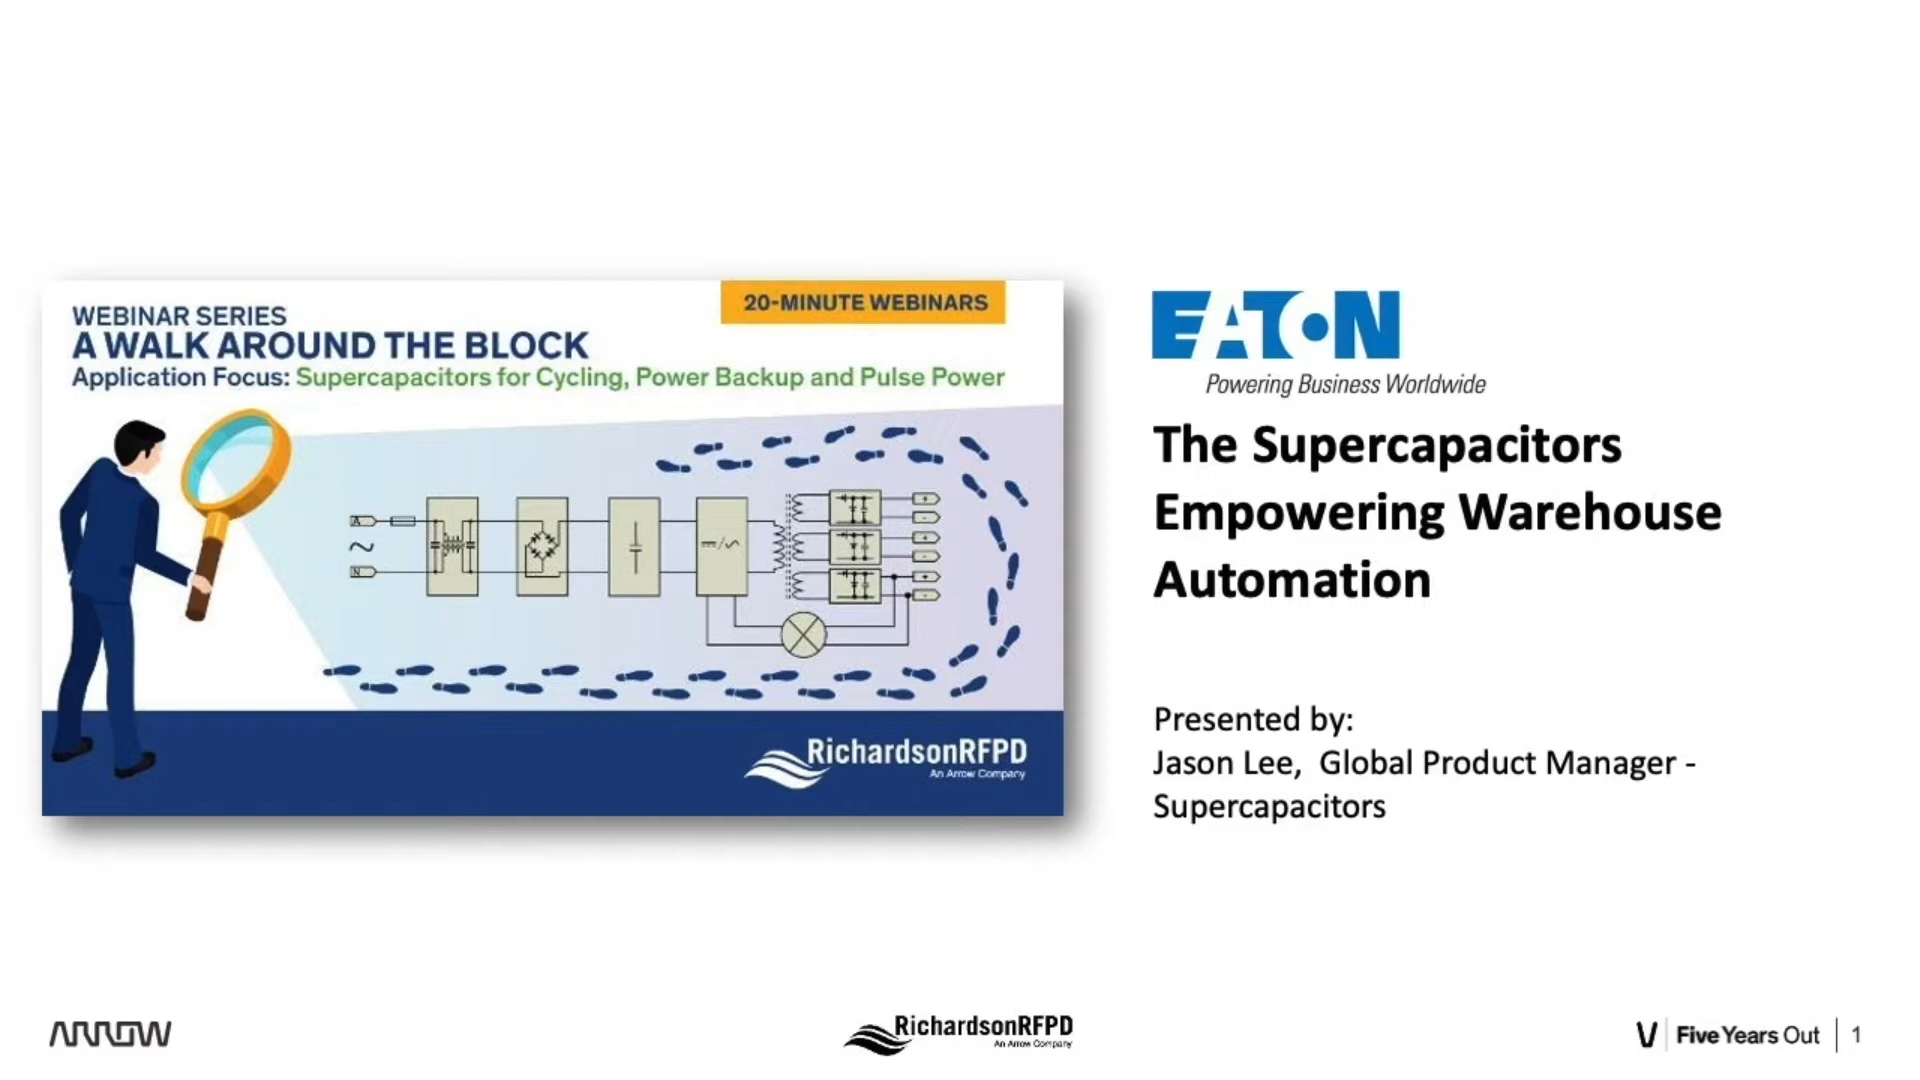 WEBINAR SERIES
20-MINUTE WEBINARS
A WALK AROUND THE BLOCK
Application Focus: Supercapacitors for Cycling, Power Backup and Pulse Power
A
N
RichardsonRFPD
An Arrow Company
EATON
Powering Business Worldwide
The Supercapacitors
Empowering Warehouse
Automation
Presented by:
Jason Lee, Global Product Manager -
Supercapacitors
ARROW
RichardsonRFPD
An Arrow Company
V | Five Years Out | 1